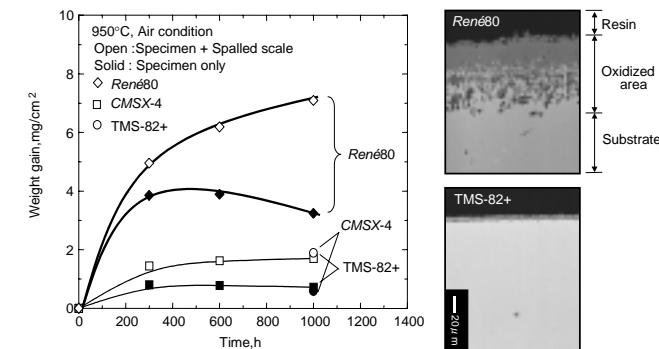 950°C, Air condition
Open :Specimen + Spalled scale
Solid : Specimen only
René80
CMSX-4
TMS-82+
Weight gain,mg/cm²
10
8
6
4
2
0
0 200 400 600 800 1000 1200 1400
Time,h
René80
CMSX-4
TMS-82+
René80
Resin
Oxidized
area
Substrate
TMS-82+
20μm